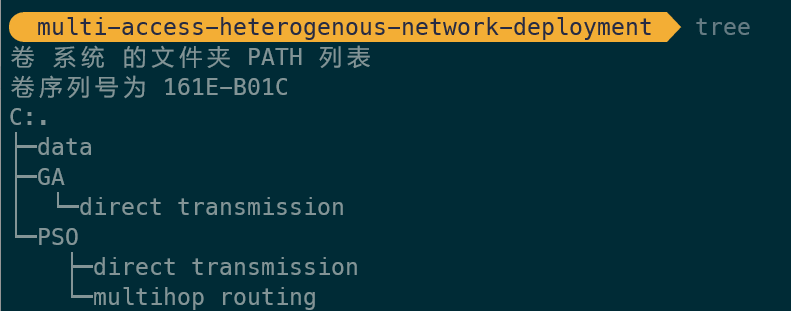 multi-access-heterogenous-network-deployment tree
卷 系统 的文件夹 PATH 列表
卷序列号为 161E-B01C
C:.
├─data
├─GA
│  └─direct transmission
└─PSO
    ├─direct transmission
    └─multihop routing